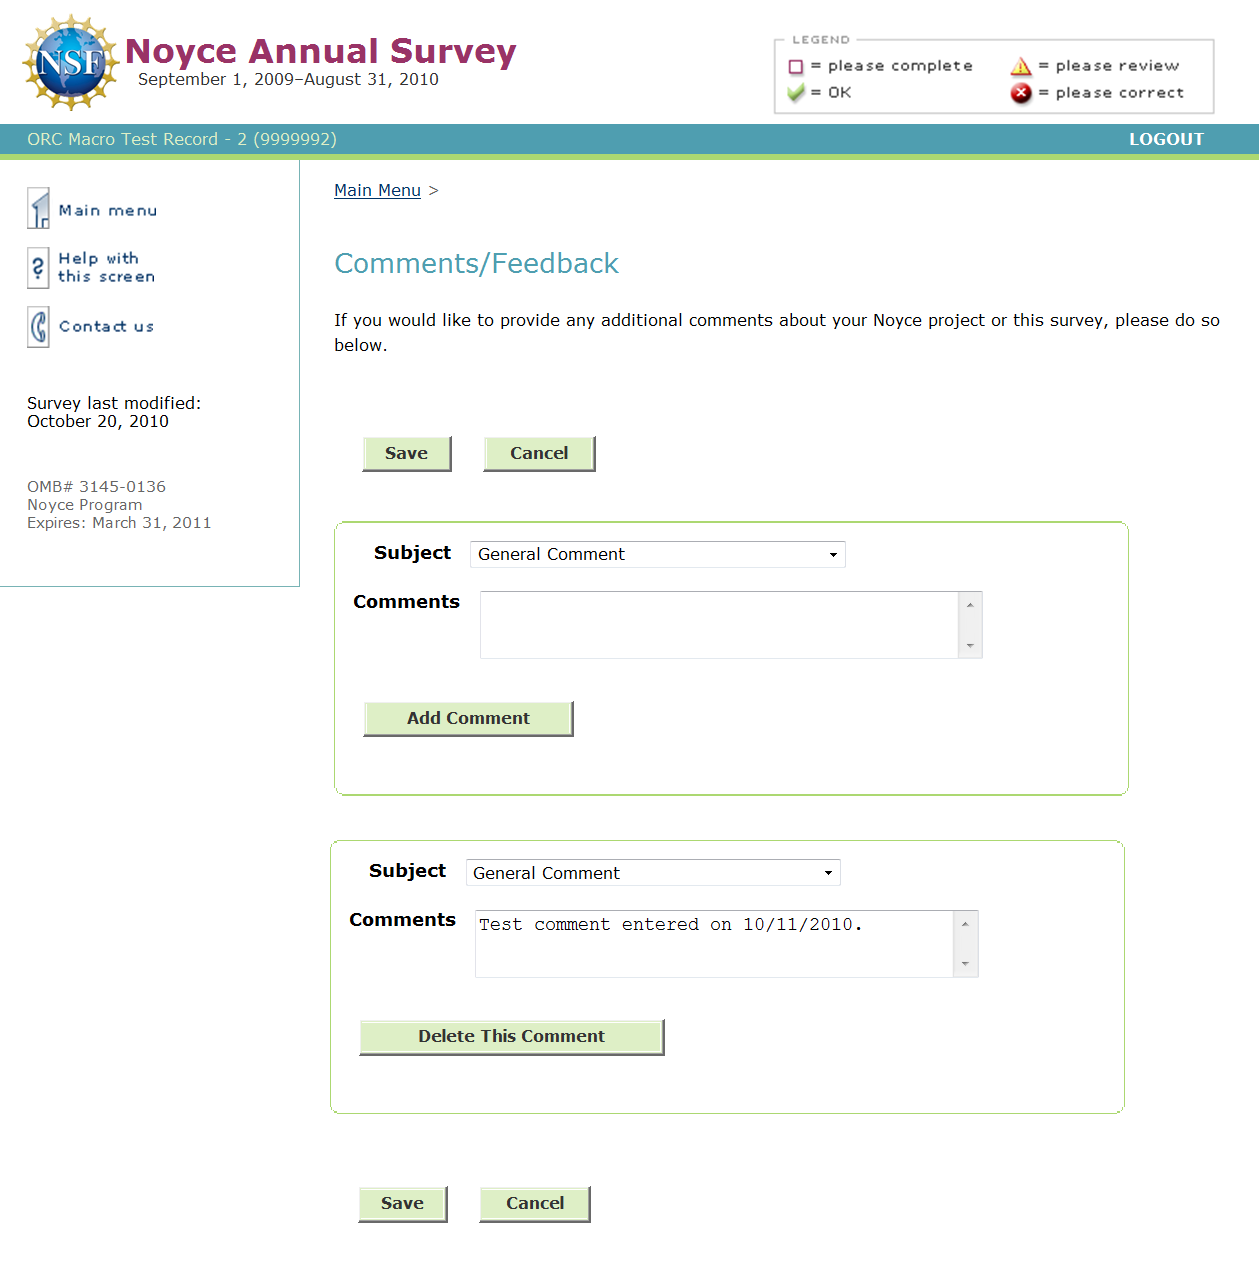 NSF
Noyce Annual Survey
September 1, 2009–August 31, 2010
LEGEND
= please complete
= please review
= OK
= please correct
ORC Macro Test Record - 2 (9999992)
LOGOUT
Main menu
Help with
this screen
Contact us
Survey last modified:
October 20, 2010
OMB# 3145-0136
Noyce Program
Expires: March 31, 2011
Main Menu >
Comments/Feedback
If you would like to provide any additional comments about your Noyce project or this survey, please do so
below.
Save
Cancel
Subject
General Comment
Comments
Add Comment
Subject
General Comment
Comments
Test comment entered on 10/11/2010.
Delete This Comment
Save
Cancel